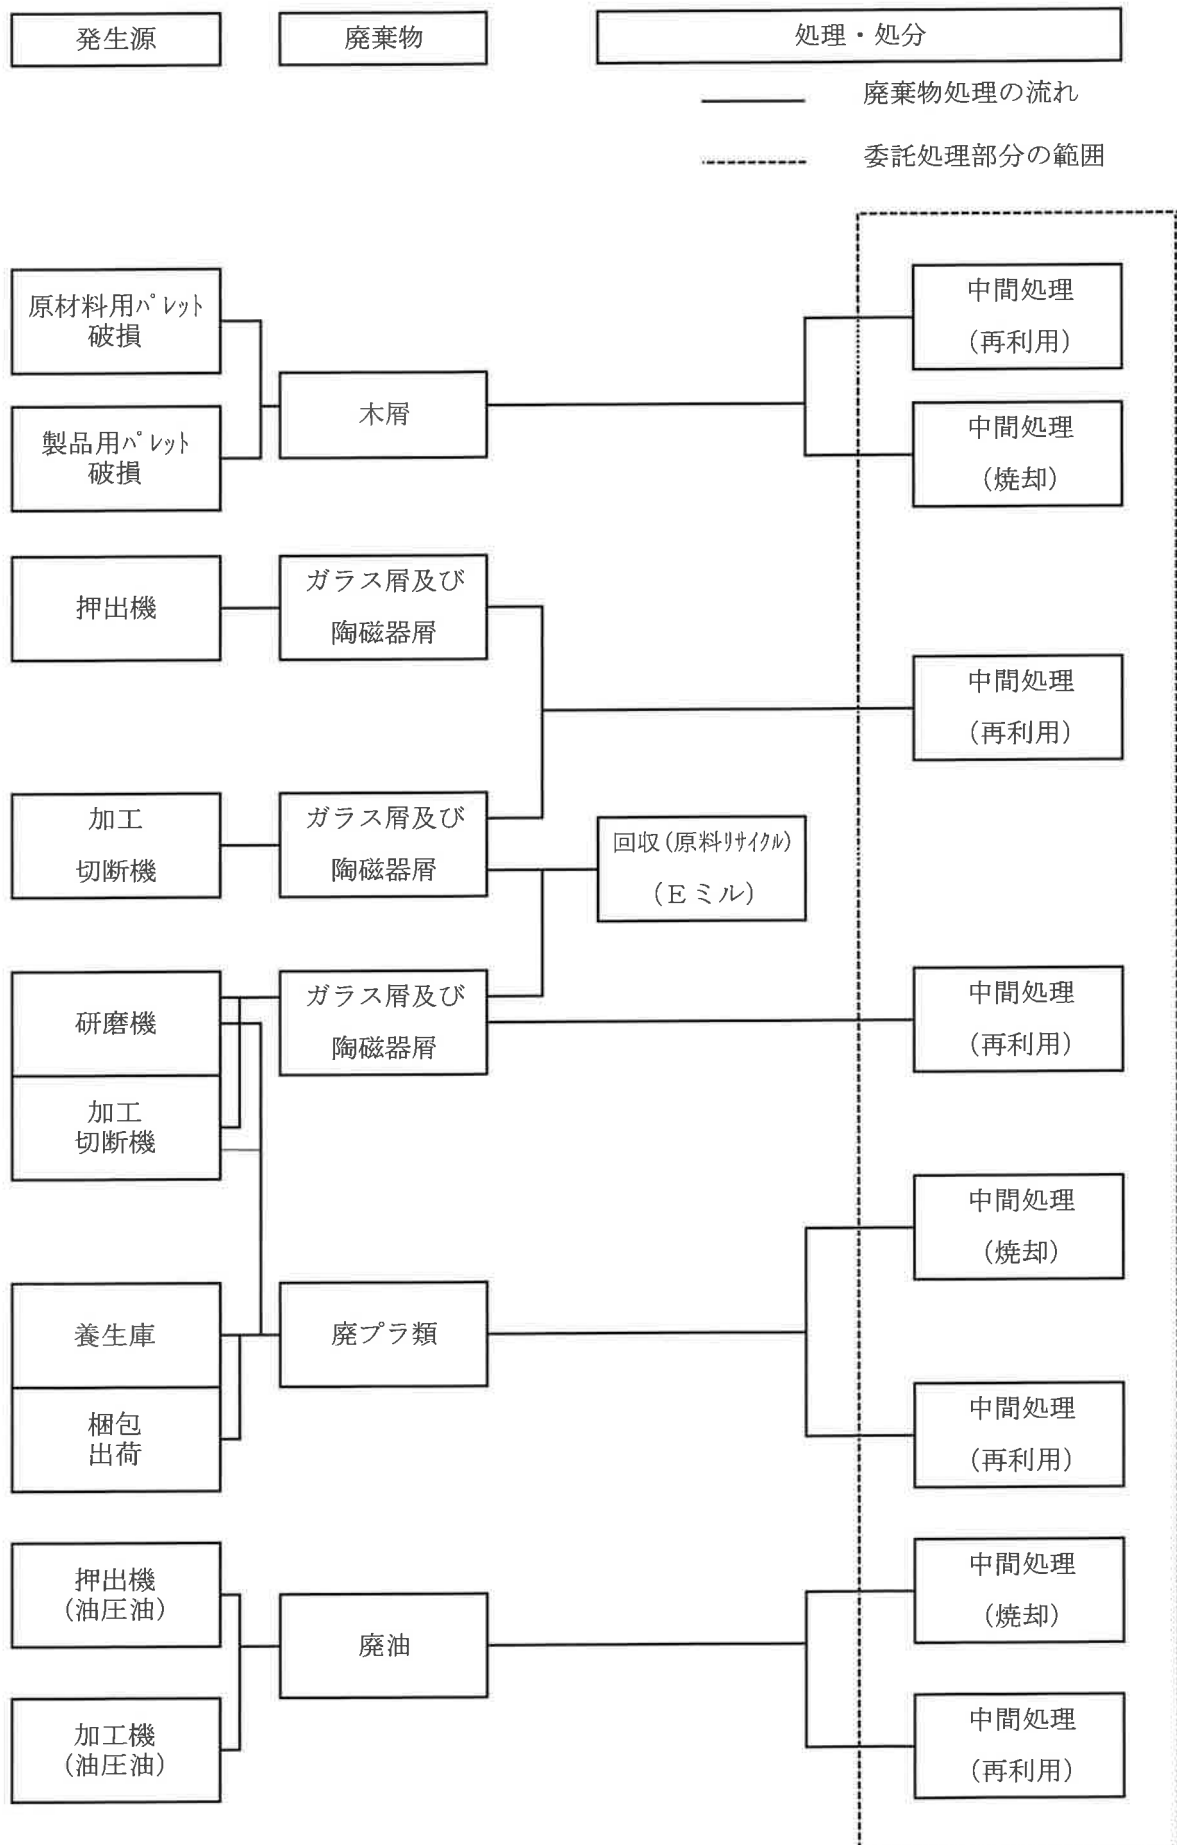 発生源
廃棄物
処理・処分
廃棄物処理の流れ
委託処理部分の範囲
原材料用ﾊﾟﾚｯﾄ
破損
製品用ﾊﾟﾚｯﾄ
破損
木屑
中間処理
(再利用)
中間処理
(焼却)
押出機
ガラス屑及び
陶磁器屑
中間処理
(再利用)
加工
切断機
ガラス屑及び
陶磁器屑
回収(原料ﾘｻｲｸﾙ)
(Ｅミル)
研磨機
加工
切断機
ガラス屑及び
陶磁器屑
中間処理
(再利用)
養生庫
梱包
出荷
廃プラ類
中間処理
(焼却)
中間処理
(再利用)
押出機
(油圧油)
加工機
(油圧油)
廃油
中間処理
(焼却)
中間処理
(再利用)